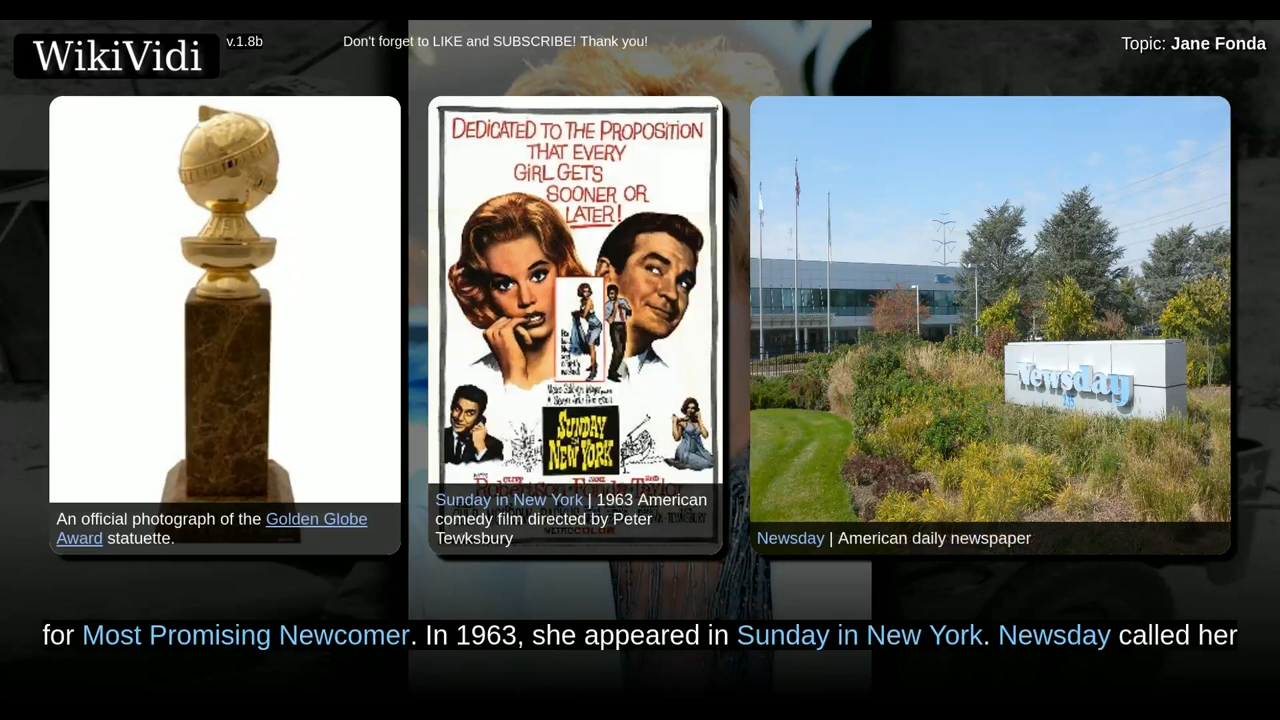 WikiVidi
v.1.8b
Don't forget to LIKE and SUBSCRIBE! Thank you!
Topic: Jane Fonda
DEDICATED TO THE PROPOSITION
THAT EVERY
GIRL GETS
SOONER OR
LATER!
SUNDAY
IN
NEW YORK
METROCOLOR
Newsday
An official photograph of the Golden Globe
Award statuette.
Sunday in New York | 1963 American
comedy film directed by Peter
Tewksbury
Newsday | American daily newspaper
for Most Promising Newcomer. In 1963, she appeared in Sunday in New York. Newsday called her